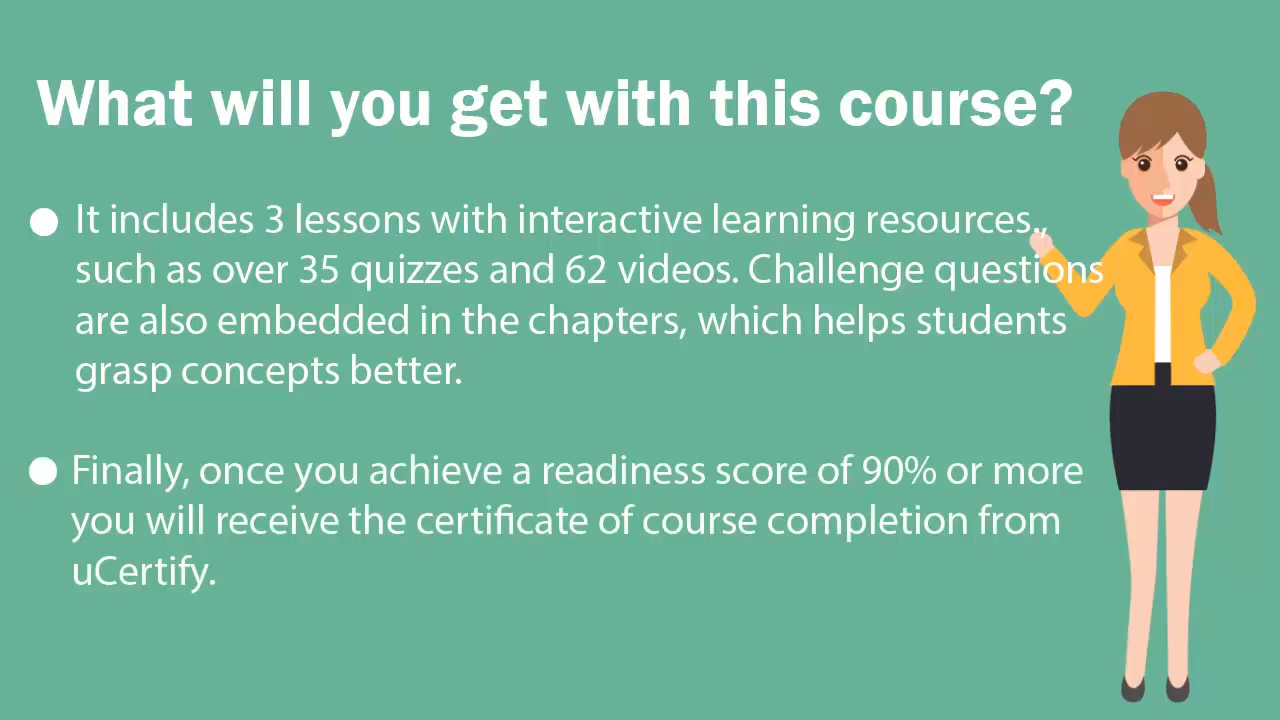 What will you get with this course?
It includes 3 lessons with interactive learning resources.,
such as over 35 quizzes and 62 videos. Challenge questions
are also embedded in the chapters, which helps students
grasp concepts better.
Finally, once you achieve a readiness score of 90% or more
you will receive the certificate of course completion from
uCertify.